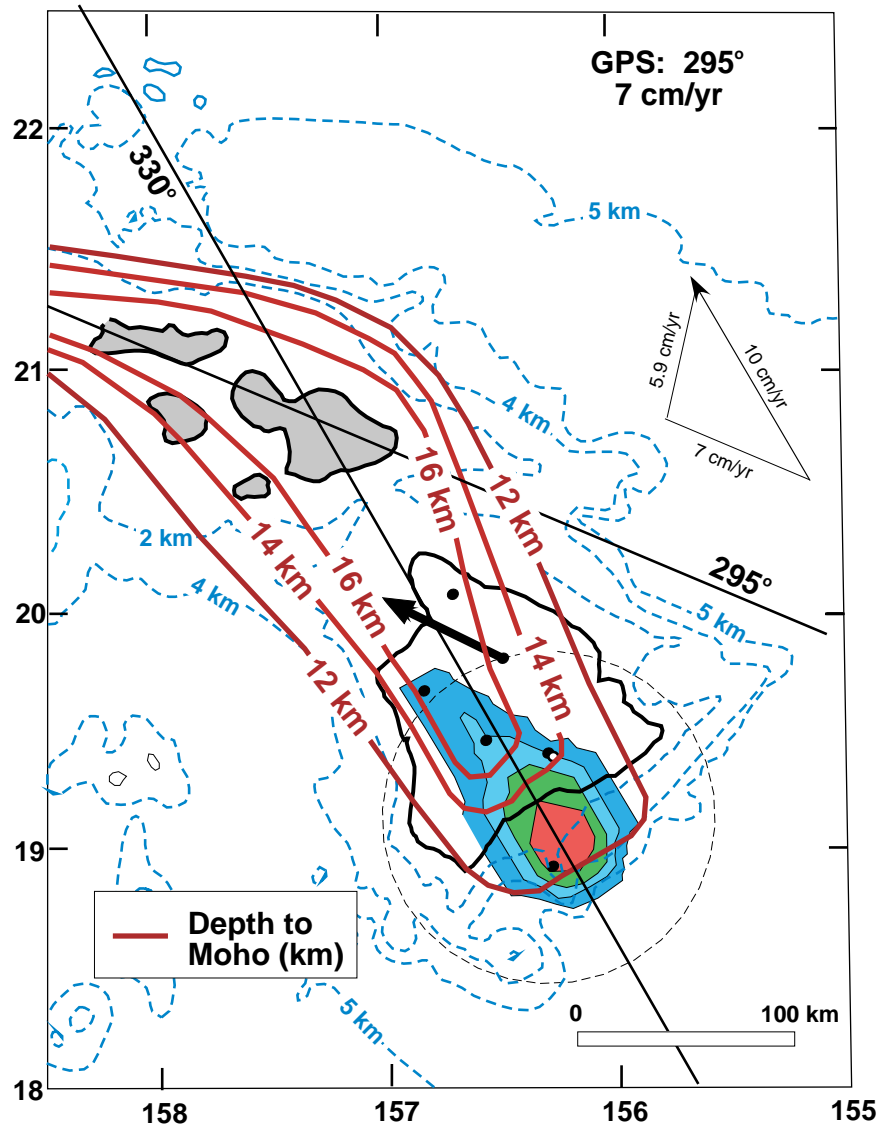 GPS: 295°
7 cm/yr
22
330°
5 km
5.9 cm/yr
10 cm/yr
7 cm/yr
21
4 km
16 km
12 km
2 km
14 km
16 km
295°
4 km
5 km
20
12 km
14 km
19
Depth to
Moho (km)
0 100 km
5 km
18
158 157 156 155